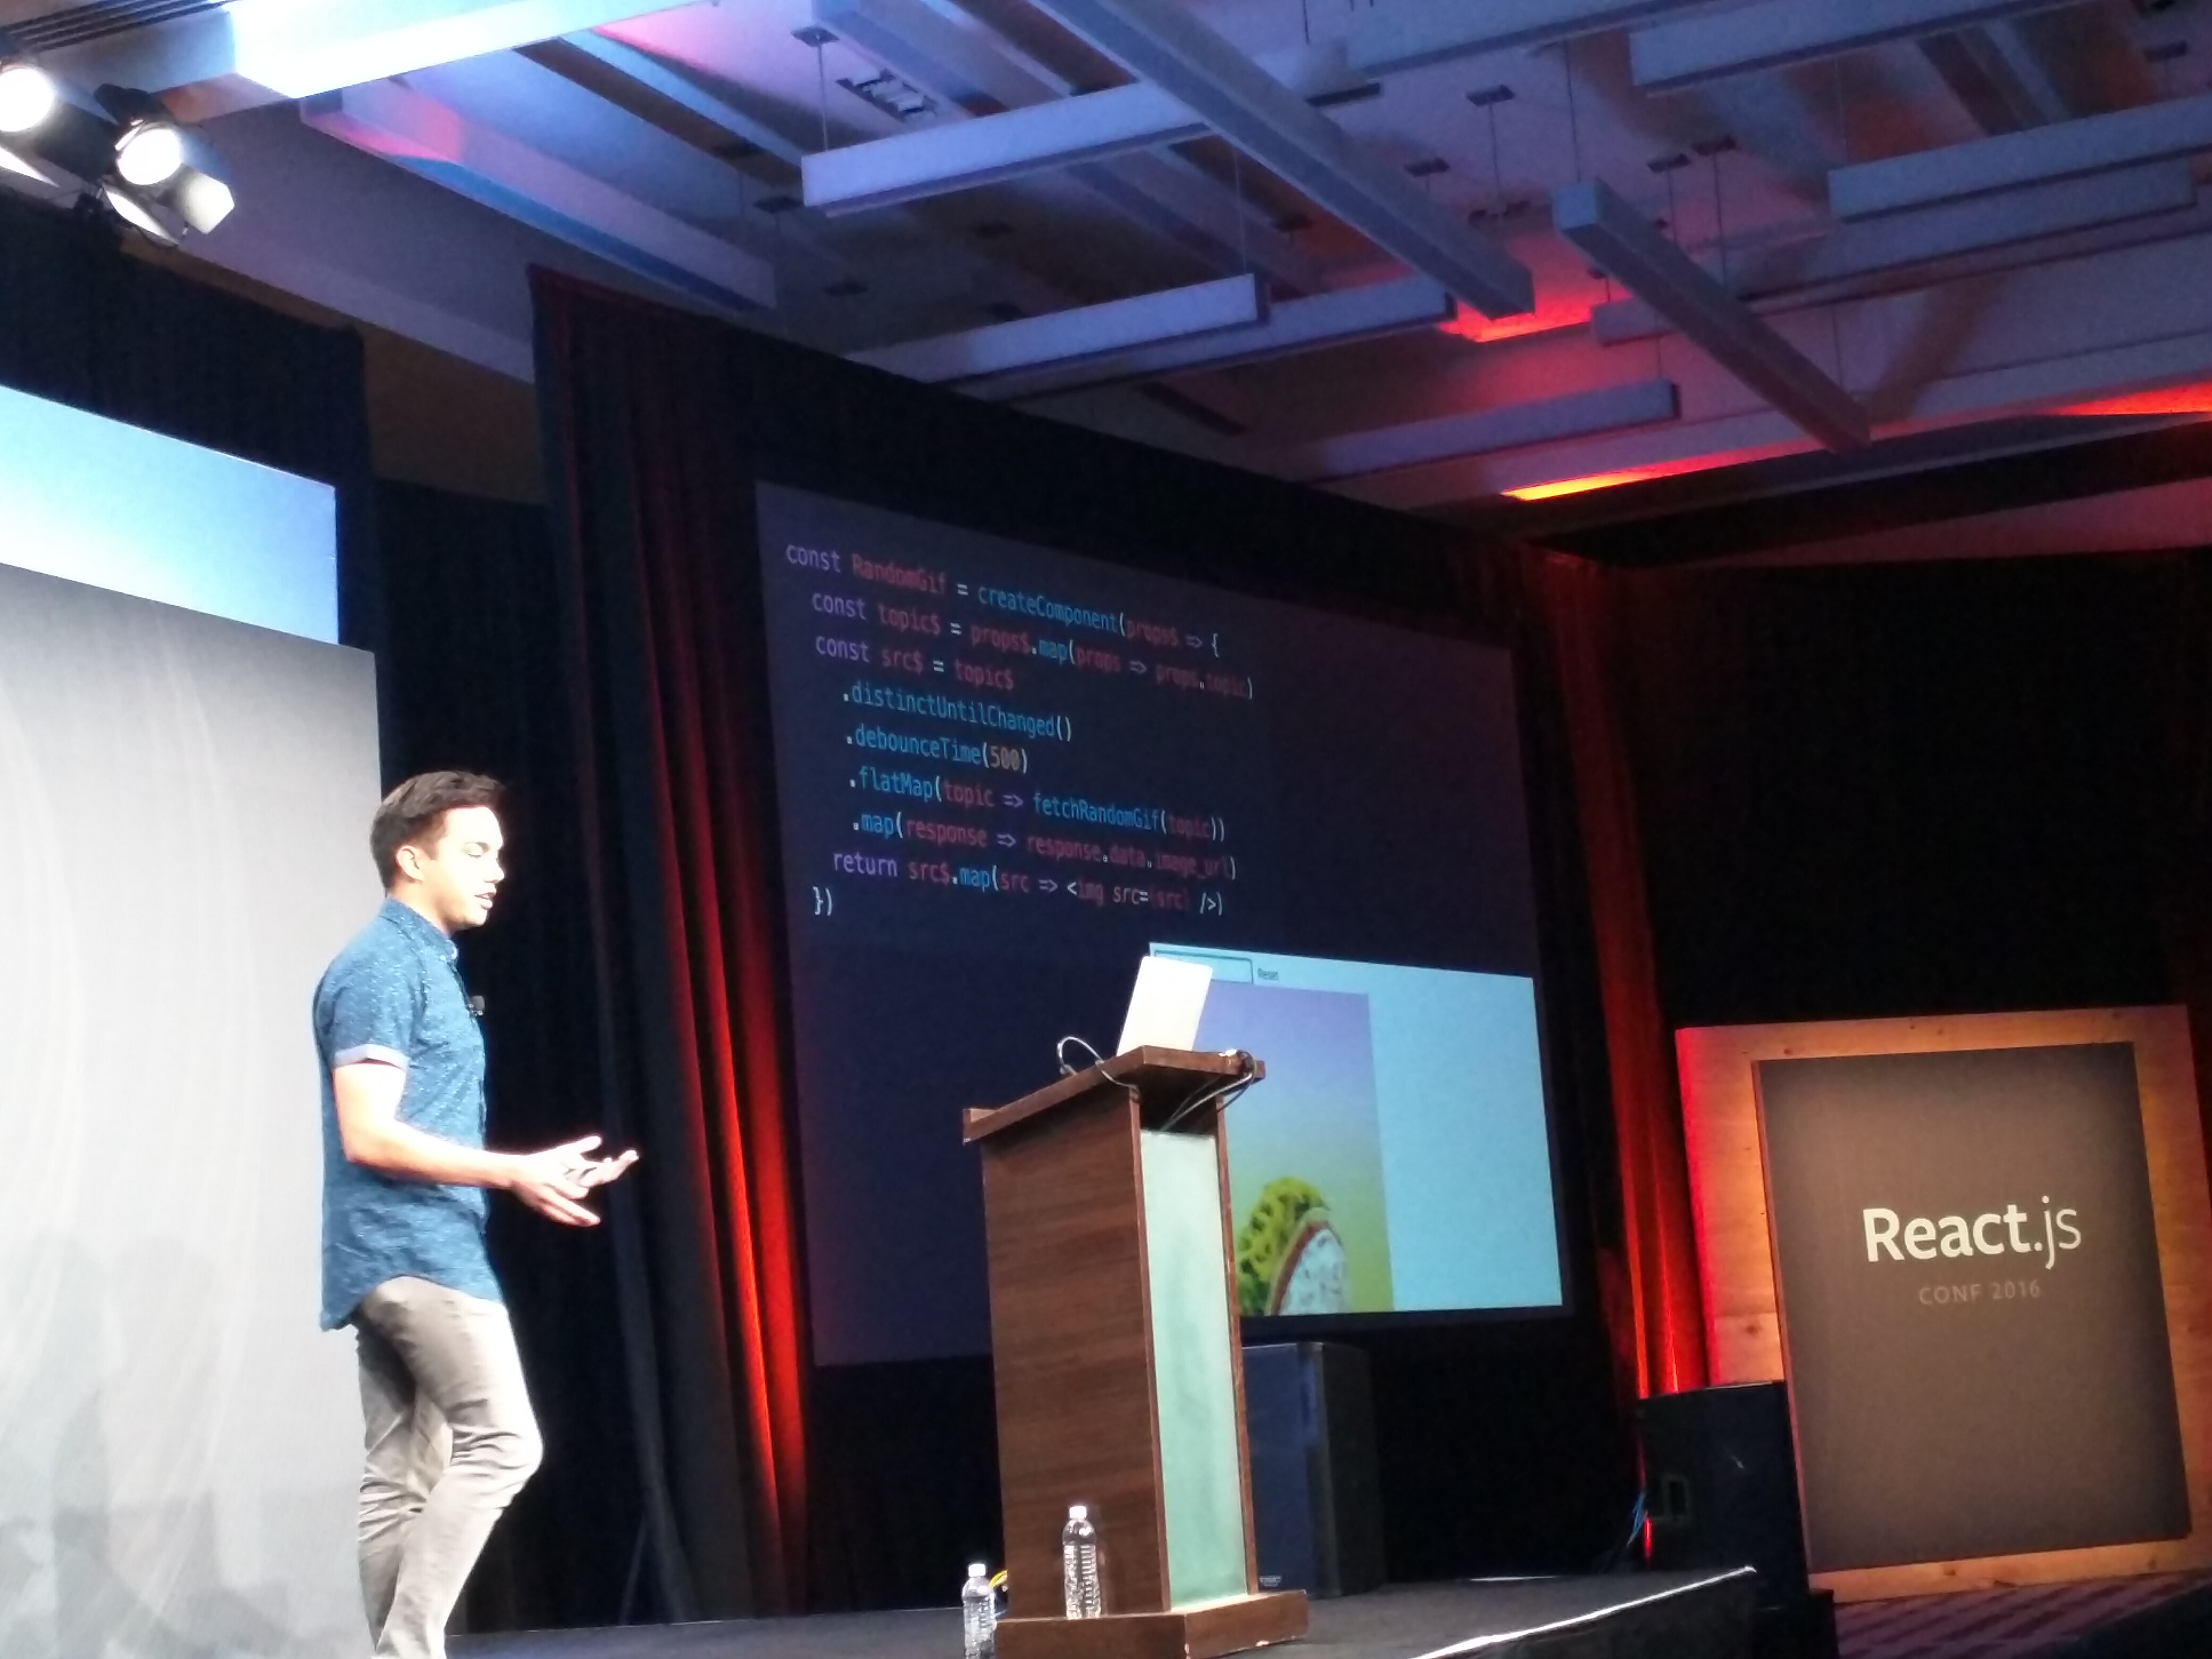 const RandomGif = createComponent(props$ => {
const topic$ = props$.map(props => props.topic)
const src$ = topic$
.distinctUntilChanged()
.debounceTime(500)
.flatMap(topic => fetchRandomGif(topic))
.map(response => response.data.image_url)
return src$.map(src => <img src={src} />)
})
Reset
React.js
CONF 2016